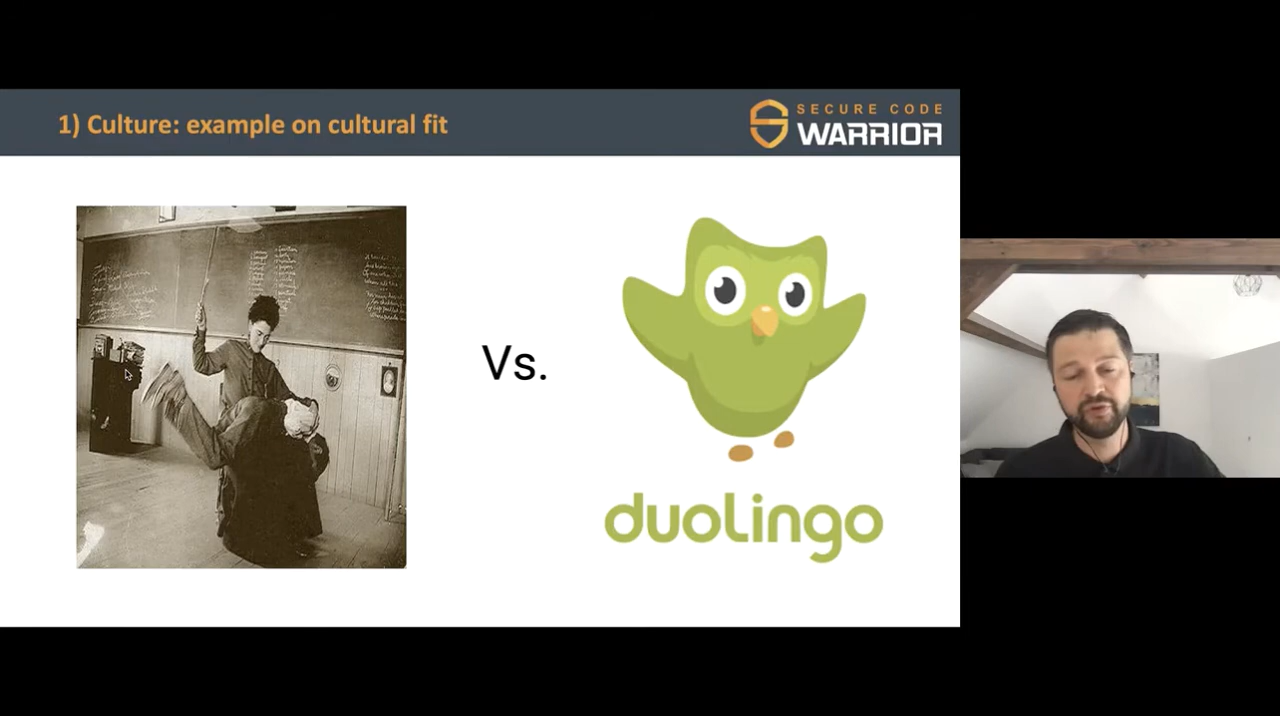 1) Culture: example on cultural fit
SECURE CODE
WARRIOR
Vs.
duolingo